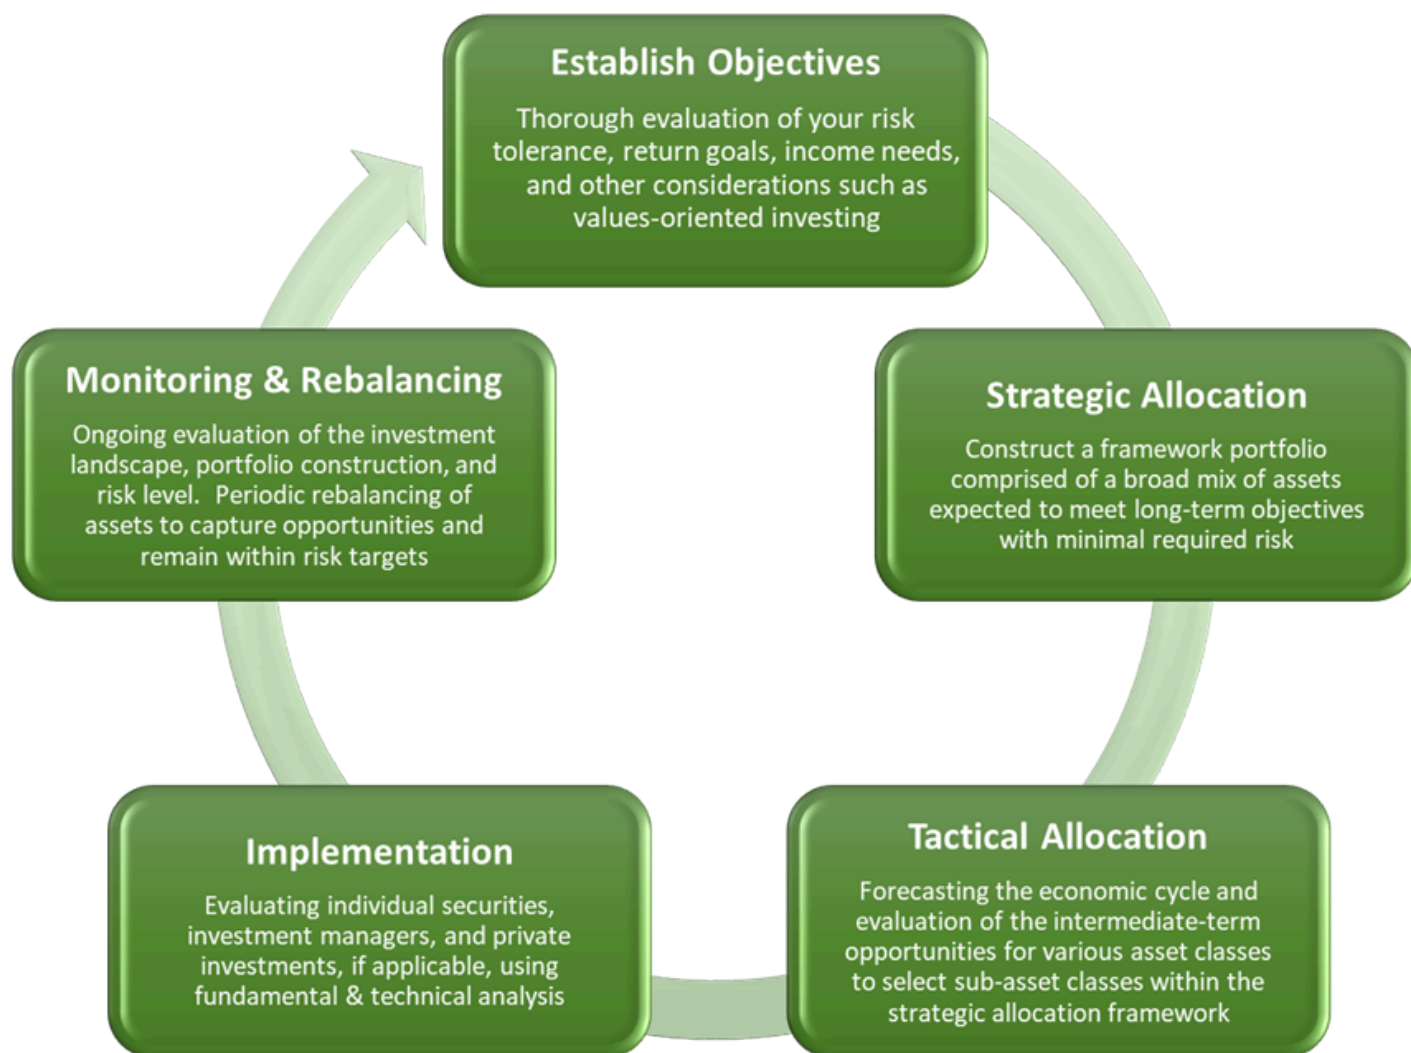 Establish Objectives
Thorough evaluation of your risk
tolerance, return goals, income needs,
and other considerations such as
values-oriented investing
Strategic Allocation
Construct a framework portfolio
comprised of a broad mix of assets
expected to meet long-term objectives
with minimal required risk
Tactical Allocation
Forecasting the economic cycle and
evaluation of the intermediate-term
opportunities for various asset classes
to select sub-asset classes within the
strategic allocation framework
Implementation
Evaluating individual securities,
investment managers, and private
investments, if applicable, using
fundamental & technical analysis
Monitoring & Rebalancing
Ongoing evaluation of the investment
landscape, portfolio construction, and
risk level.  Periodic rebalancing of
assets to capture opportunities and
remain within risk targets